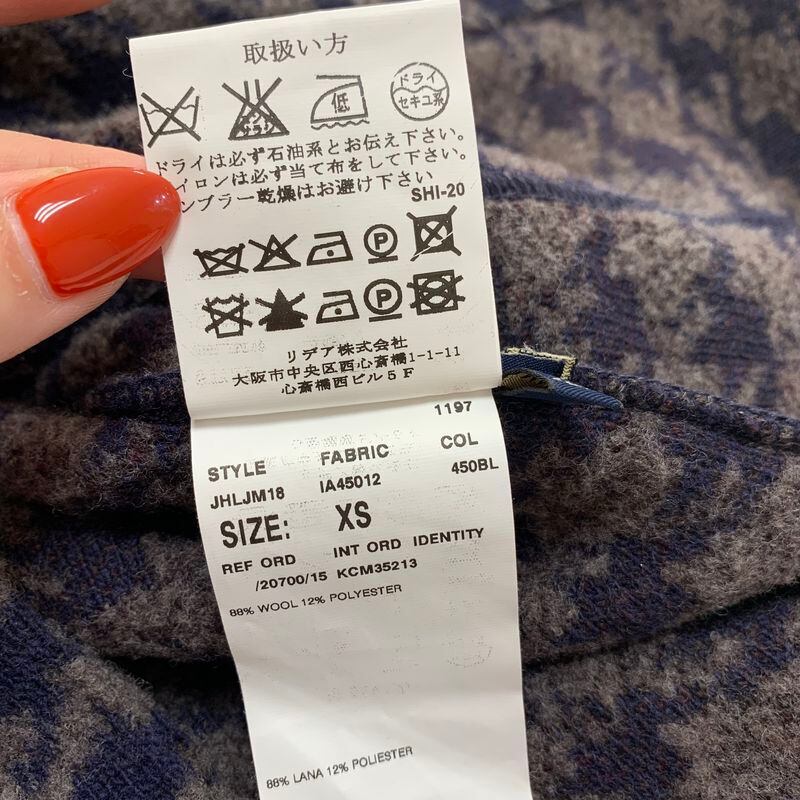 取扱い方
サラシ
低
ドライ
セキユ系
ドライは必ず石油系とお伝え下さい。
イロンは必ず当て布をして下さい。
ンブラー乾燥はお避け下さい
SHI-20
P
P
リデア株式会社
大阪市中央区西心斎橋1-1-11
心斎橋西ビル5F
1197
STYLE FABRIC COL
JHLJM18 IA45012 450BL
SIZE: XS
REF ORD INT ORD IDENTITY
/20700/15 KCM35213
88% WOOL 12% POLYESTER
88% LANA 12% POLIESTER